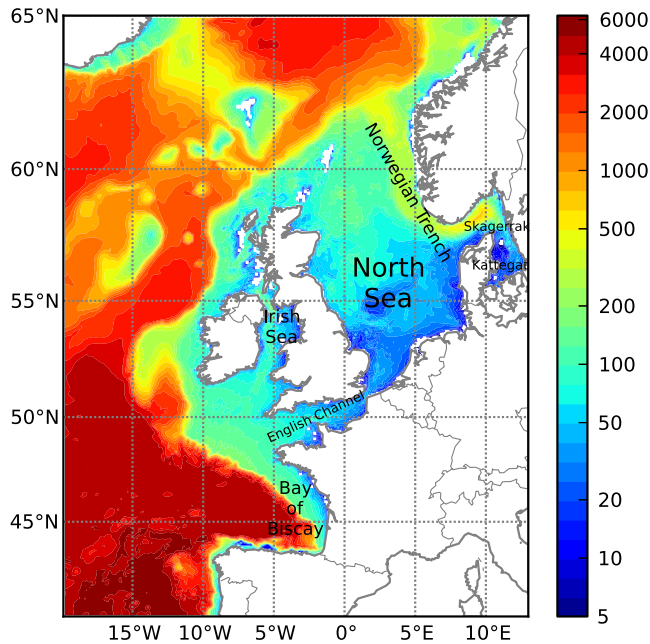 65°N
60°N
55°N
50°N
45°N
15°W
10°W
5°W
0°
5°E
10°E
Norwegian Trench
Skagerrak
Kattegat
North
Sea
Irish
Sea
English Channel
Bay
of
Biscay
6000
4000
2000
1000
500
200
100
50
20
10
5